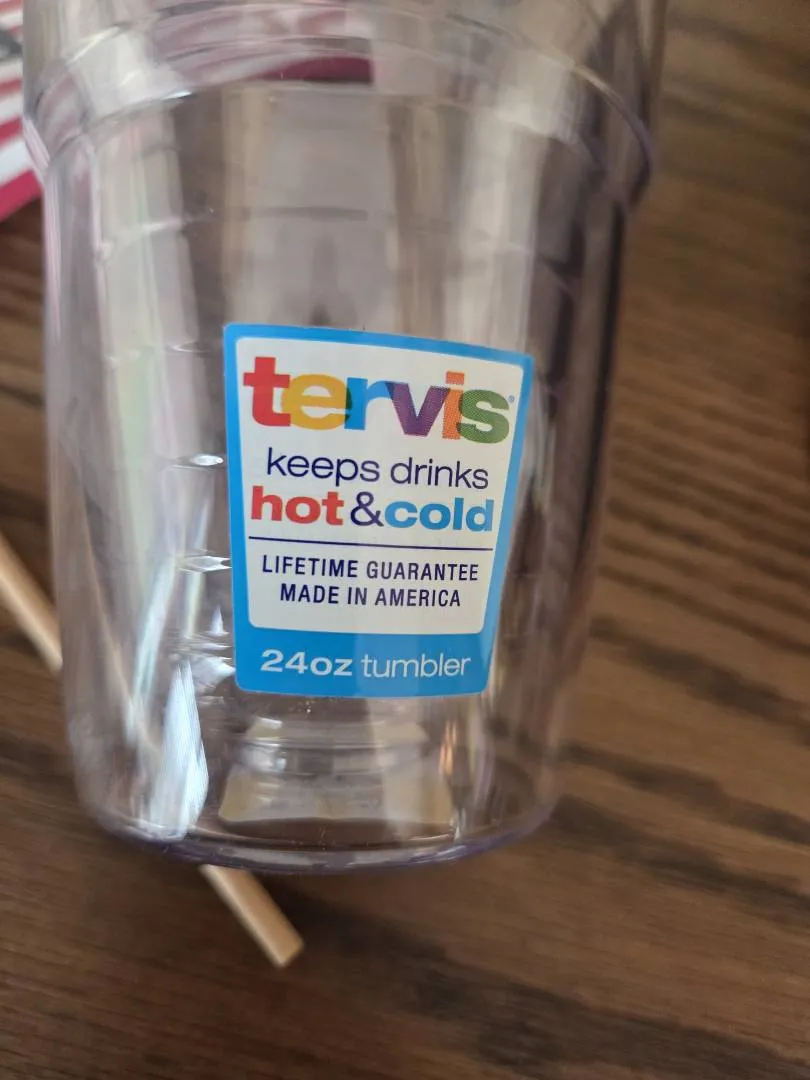 tervis®
keeps drinks
hot&cold
LIFETIME GUARANTEE
MADE IN AMERICA
24oz tumbler